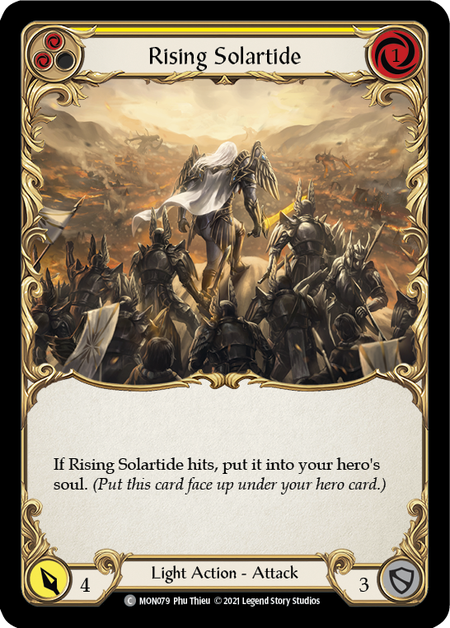 Rising Solartide
1
If Rising Solartide hits, put it into your hero's
soul. (Put this card face up under your hero card.)
4
Light Action - Attack
3
C MON079 Phu Thieu © 2021 Legend Story Studios